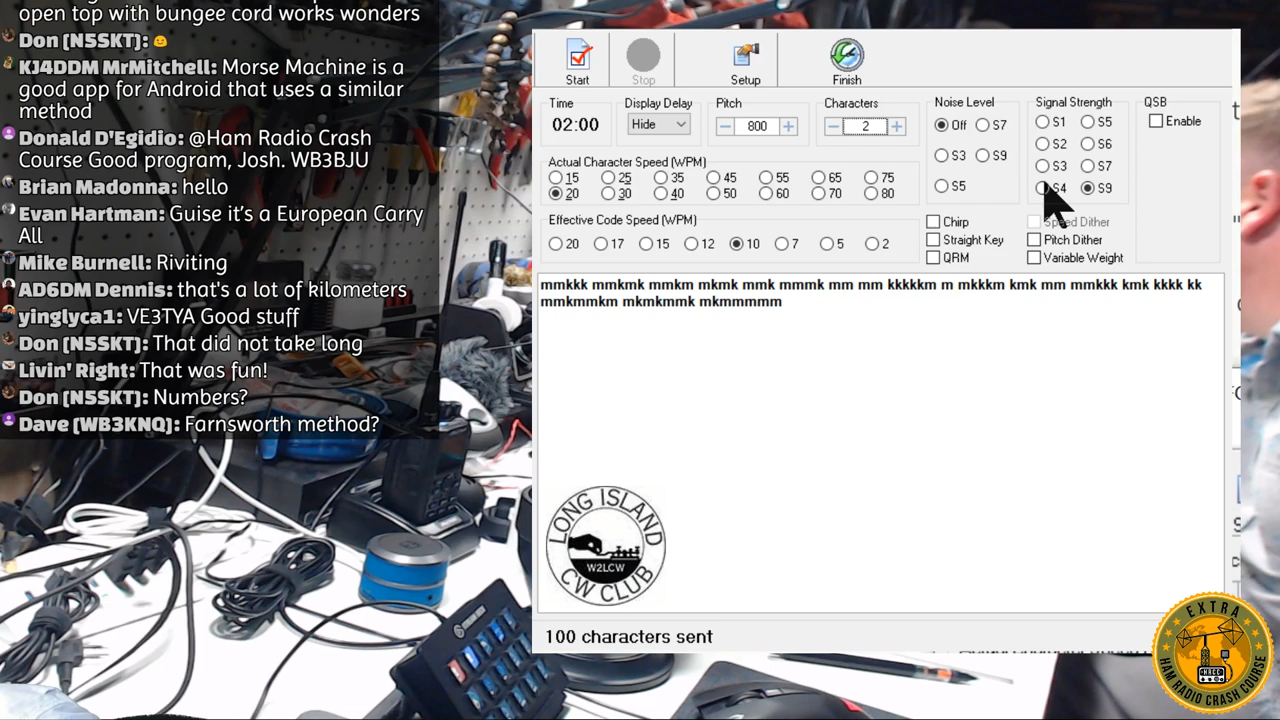 open top with bungee cord works wonders
Don (N5SKT): 🙂
KJ4DDM MrMitchell: Morse Machine is a
good app for Android that uses a similar
method
Donald D'Egidio: @Ham Radio Crash
Course Good program, Josh. WB3BJU
Brian Madonna: hello
Evan Hartman: Guise it's a European Carry
All
Mike Burnell: Riviting
AD6DM Dennis: that's a lot of kilometers
yinglyca1: VE3TYA Good stuff
Don (N5SKT): That did not take long
Livin' Right: That was fun!
Don (N5SKT): Numbers?
Dave (WB3KNQ): Farnsworth method?
Start Stop Setup Finish
Time
02:00
Display Delay
Hide
Pitch
800
Characters
2
Noise Level
Off S7
S3 S9
S5
Signal Strength
S1 S5
S2 S6
S3 S7
S4 S9
QSB
Enable
Actual Character Speed (WPM)
15 25 35 45 55 65 75
20 30 40 50 60 70 80
Effective Code Speed (WPM)
20 17 15 12 10 7 5 2
Chirp
Straight Key
QRM
Speed Dither
Pitch Dither
Variable Weight
mmkkk mmkmk mmkm mkmk mmk mmmk mm mm kkkkkm m mkkkm kmk mm mmkkk kmk kkkk kk
mmkmmkm mkmkmmk mkmmmmm
LONG ISLAND
W2LCW
CW CLUB
100 characters sent
EXTRA
HRCC
HAM RADIO CRASH COURSE